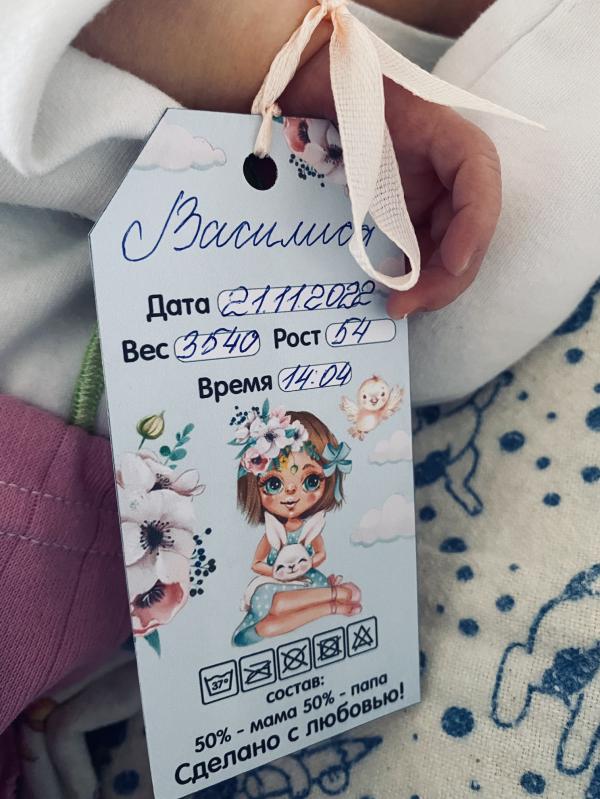 Василиса
Дата 21.11.2022
Вес 3540 Рост 54
Время 14:04
37°
состав:
50% - мама 50% - папа
Сделано с любовью!